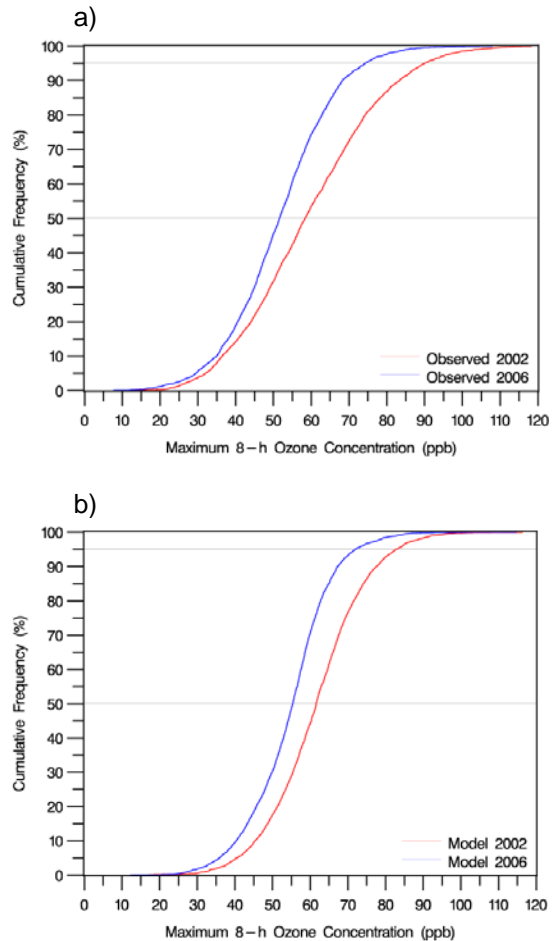 a)
100
90
80
70
60
50
40
30
20
10
0
Cumulative Frequency (%)
Observed 2002
Observed 2006
0 10 20 30 40 50 60 70 80 90 100 110 120
Maximum 8-h Ozone Concentration (ppb)
b)
100
90
80
70
60
50
40
30
20
10
0
Cumulative Frequency (%)
Model 2002
Model 2006
0 10 20 30 40 50 60 70 80 90 100 110 120
Maximum 8-h Ozone Concentration (ppb)